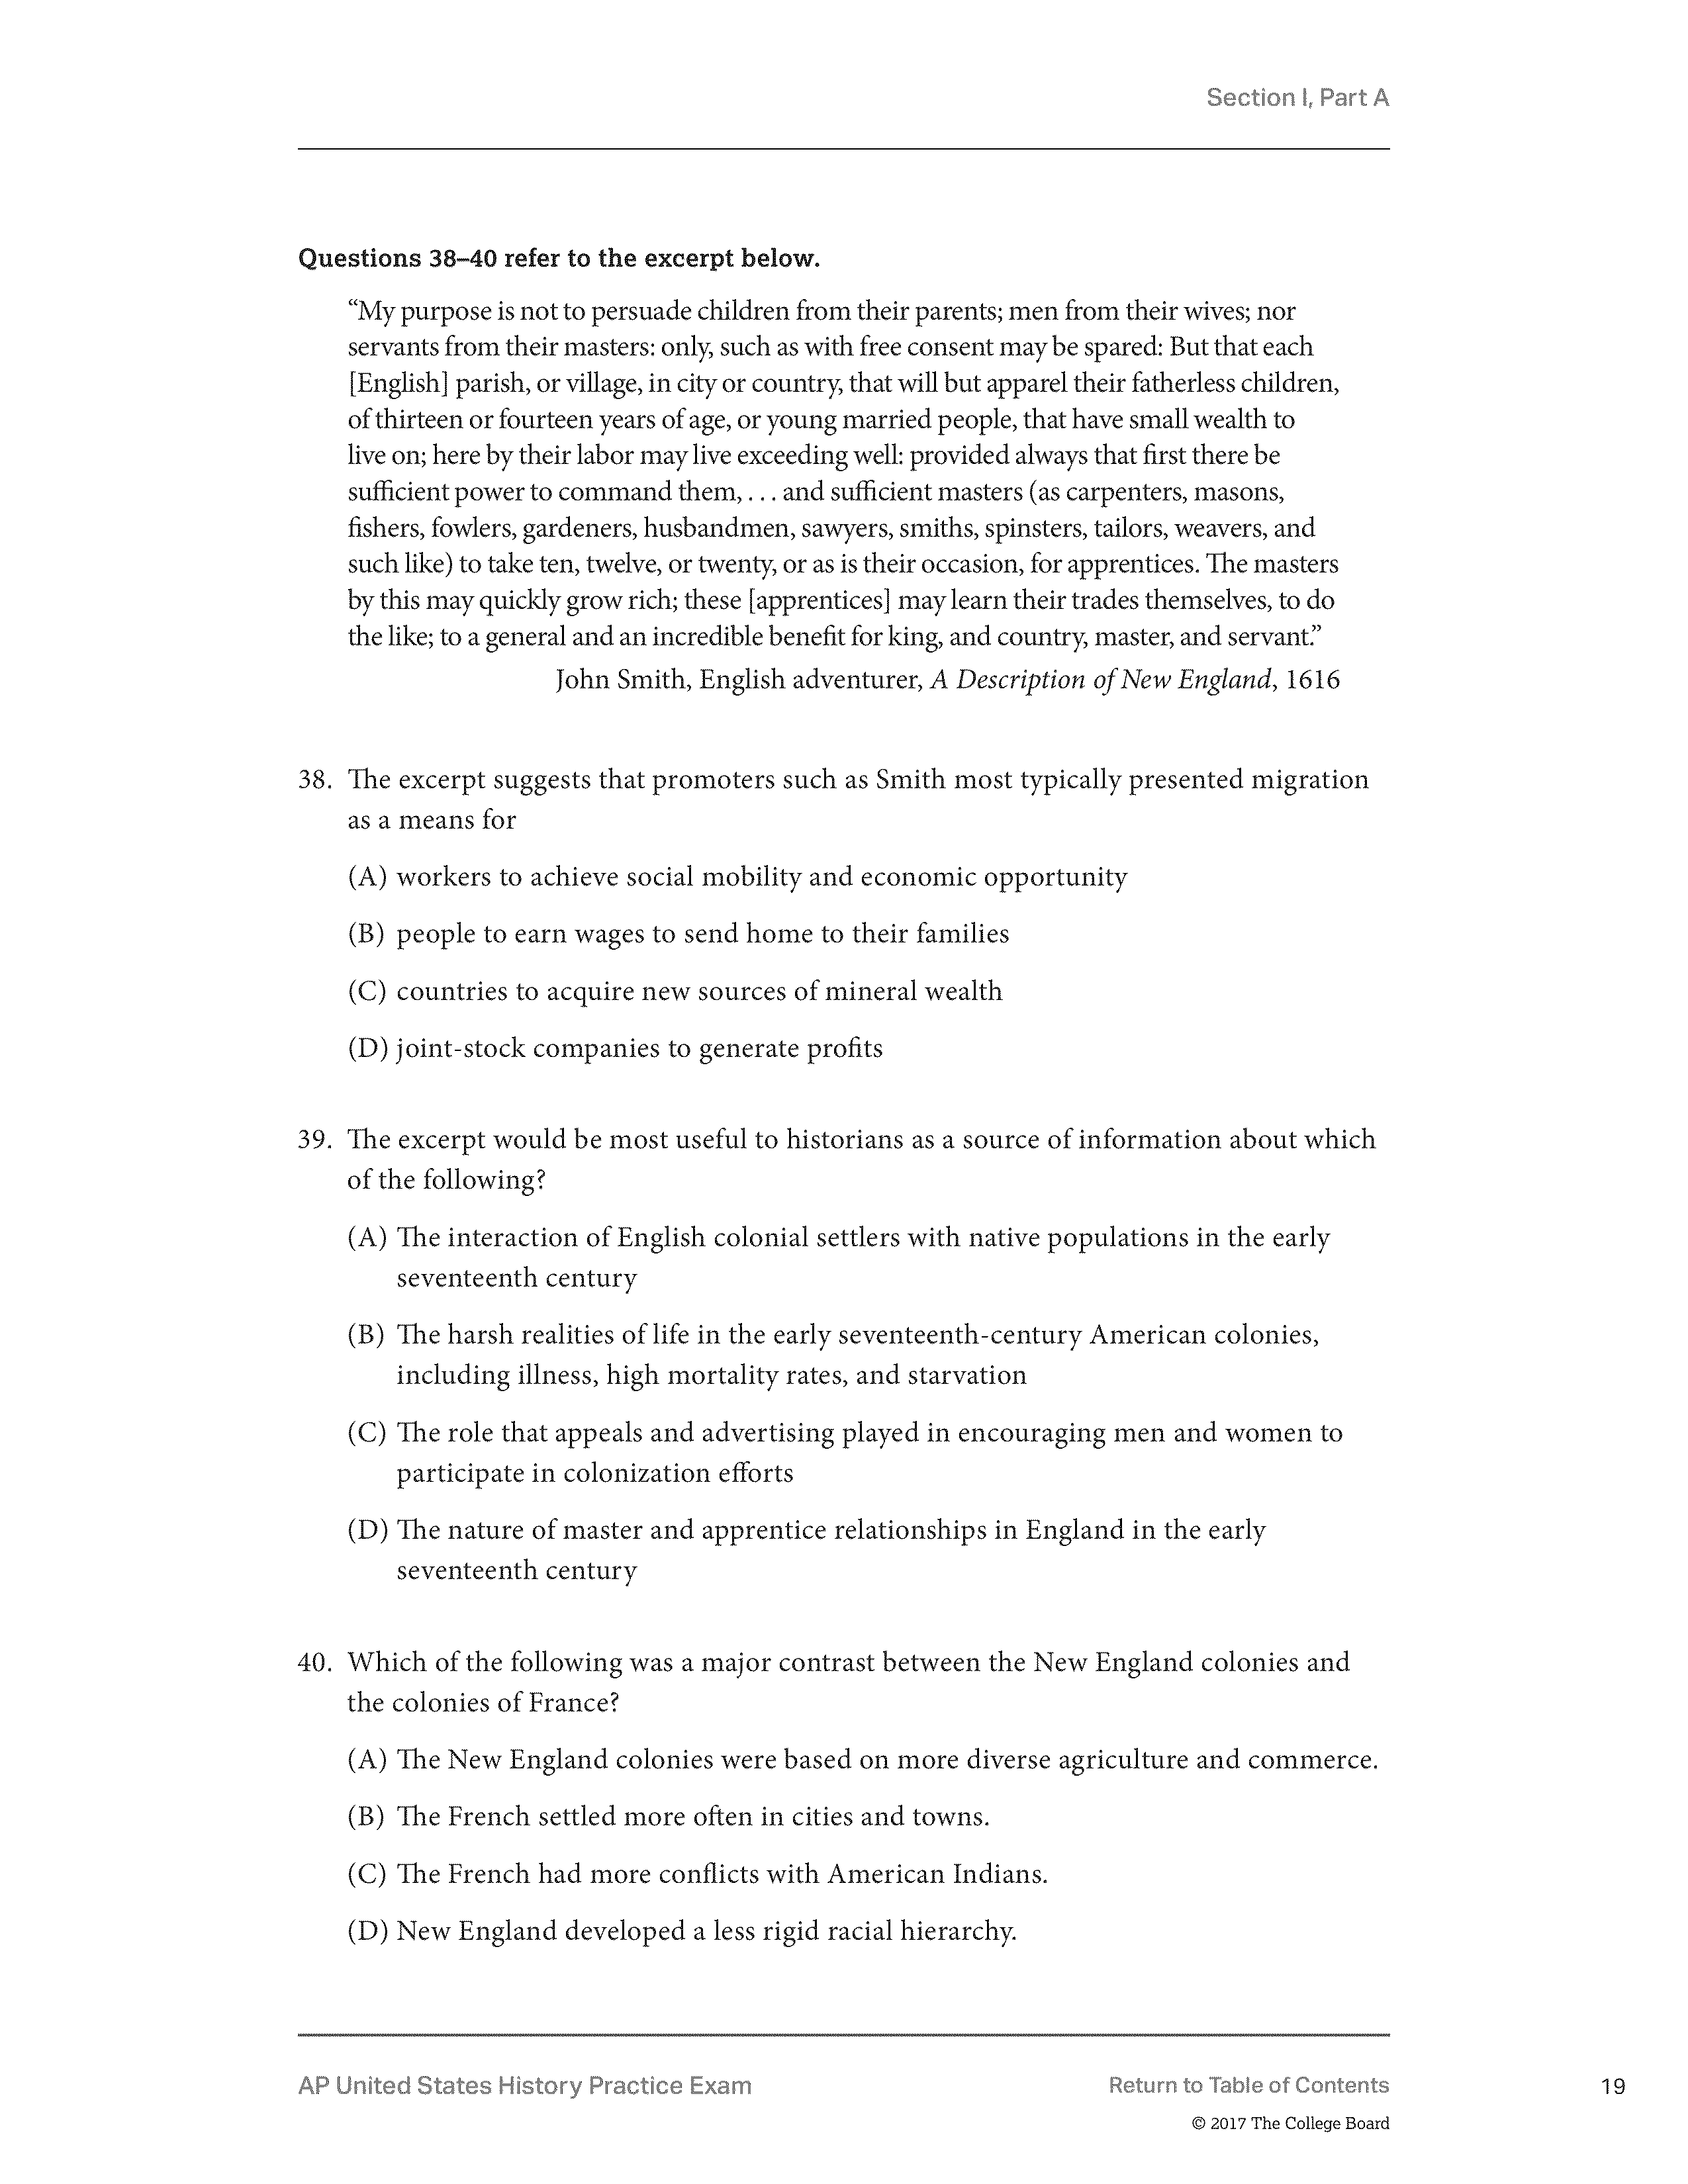 Section I, Part A
Questions 38–40 refer to the excerpt below.
“My purpose is not to persuade children from their parents; men from their wives; nor
servants from their masters: only, such as with free consent may be spared: But that each
[English] parish, or village, in city or country, that will but apparel their fatherless children,
of thirteen or fourteen years of age, or young married people, that have small wealth to
live on; here by their labor may live exceeding well: provided always that first there be
sufficient power to command them, . . . and sufficient masters (as carpenters, masons,
fishers, fowlers, gardeners, husbandmen, sawyers, smiths, spinsters, tailors, weavers, and
such like) to take ten, twelve, or twenty, or as is their occasion, for apprentices. The masters
by this may quickly grow rich; these [apprentices] may learn their trades themselves, to do
the like; to a general and an incredible benefit for king, and country, master, and servant.”
John Smith, English adventurer, A Description of New England, 1616
38. The excerpt suggests that promoters such as Smith most typically presented migration
as a means for
(A) workers to achieve social mobility and economic opportunity
(B) people to earn wages to send home to their families
(C) countries to acquire new sources of mineral wealth
(D) joint-stock companies to generate profits
39. The excerpt would be most useful to historians as a source of information about which
of the following?
(A) The interaction of English colonial settlers with native populations in the early
seventeenth century
(B) The harsh realities of life in the early seventeenth-century American colonies,
including illness, high mortality rates, and starvation
(C) The role that appeals and advertising played in encouraging men and women to
participate in colonization efforts
(D) The nature of master and apprentice relationships in England in the early
seventeenth century
40. Which of the following was a major contrast between the New England colonies and
the colonies of France?
(A) The New England colonies were based on more diverse agriculture and commerce.
(B) The French settled more often in cities and towns.
(C) The French had more conflicts with American Indians.
(D) New England developed a less rigid racial hierarchy.
AP United States History Practice Exam
Return to Table of Contents
19
© 2017 The College Board